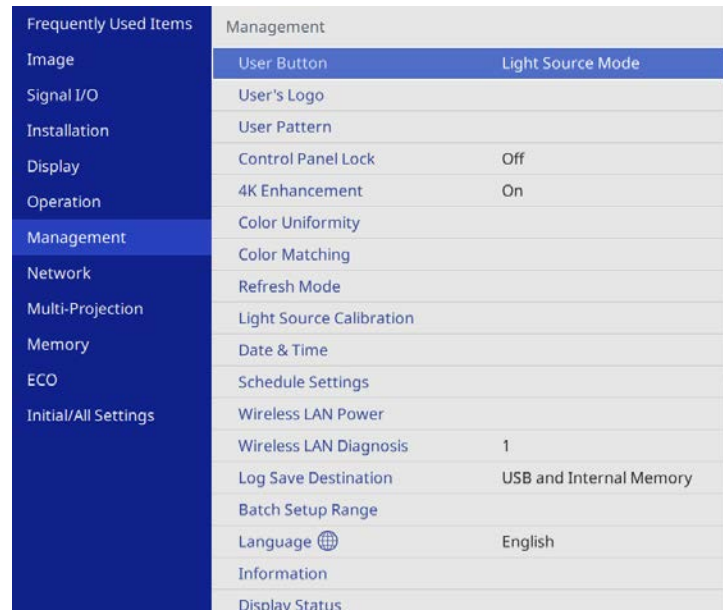 Frequently Used Items
Image
Signal I/O
Installation
Display
Operation
Management
Network
Multi-Projection
Memory
ECO
Initial/All Settings
Management
User Button Light Source Mode
User's Logo
User Pattern
Control Panel Lock Off
4K Enhancement On
Color Uniformity
Color Matching
Refresh Mode
Light Source Calibration
Date & Time
Schedule Settings
Wireless LAN Power
Wireless LAN Diagnosis 1
Log Save Destination USB and Internal Memory
Batch Setup Range
Language English
Information
Display Status